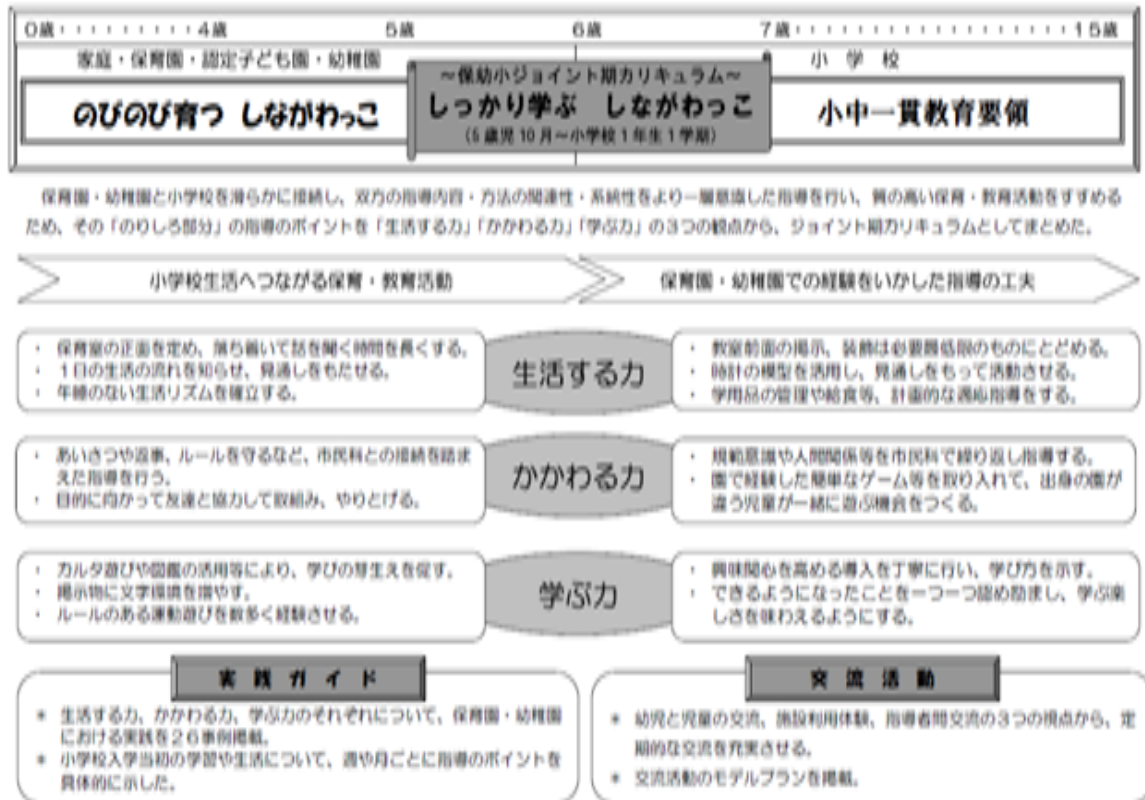 0歳・・・・・・・・・4歳　5歳　6歳　7歳・・・・・・・・・・・・・・・・・・15歳
家庭・保育園・認定子ども園・幼稚園
小 学 校
～保幼小ジョイント期カリキュラム～
のびのび育つ しながわっこ
しっかり学ぶ しながわっこ
小中一貫教育要領
（5歳児10月～小学校1年生1学期）
保育園・幼稚園と小学校を滑らかに接続し、双方の指導内容・方法の関連性・系統性をより一層意識した指導を行い、質の高い保育・教育活動をすすめる
ため、その「のりしろ部分」の指導のポイントを「生活する力」「かかわる力」「学ぶ力」の3つの観点から、ジョイント期カリキュラムとしてまとめた。
小学校生活へつながる保育・教育活動
保育園・幼稚園での経験をいかした指導の工夫
・ 保育室の正面を定め、落ち着いて話を聞く時間を長くする。
・ 1日の生活の流れを知らせ、見通しをもたせる。
・ 午睡のない生活リズムを確立する。
生活する力
・ 教室前面の掲示、装飾は必要最低限のものにとどめる。
・ 時計の模型を活用し、見通しをもって活動させる。
・ 学用品の管理や給食等、計画的な適応指導をする。
・ あいさつや返事、ルールを守るなど、市民科との接続を踏ま
えた指導を行う。
・ 目的に向かって友達と協力して取組み、やりとげる。
かかわる力
・ 規範意識や人間関係等を市民科で繰り返し指導する。
・ 園で経験した簡単なゲーム等を取り入れて、出身の園が
違う児童が一緒に遊ぶ機会をつくる。
・ カルタ遊びや図鑑の活用等により、学びの芽生えを促す。
・ 掲示物に文字環境を増やす。
・ ルールのある運動遊びを数多く経験させる。
学ぶ力
・ 興味関心を高める導入を丁寧に行い、学び方を示す。
・ できるようになったことを一つ一つ認め励まし、学ぶ楽
しさを味わえるようにする。
実 践 ガ イ ド
* 生活する力、かかわる力、学ぶ力のそれぞれについて、保育園・幼稚園
における実践を26事例掲載。
* 小学校入学当初の学習や生活について、週や月ごとに指導のポイントを
具体的に示した。
交 流 活 動
* 幼児と児童の交流、施設利用体験、指導者間交流の3つの視点から、定
期的な交流を充実させる。
* 交流活動のモデルプランを掲載。